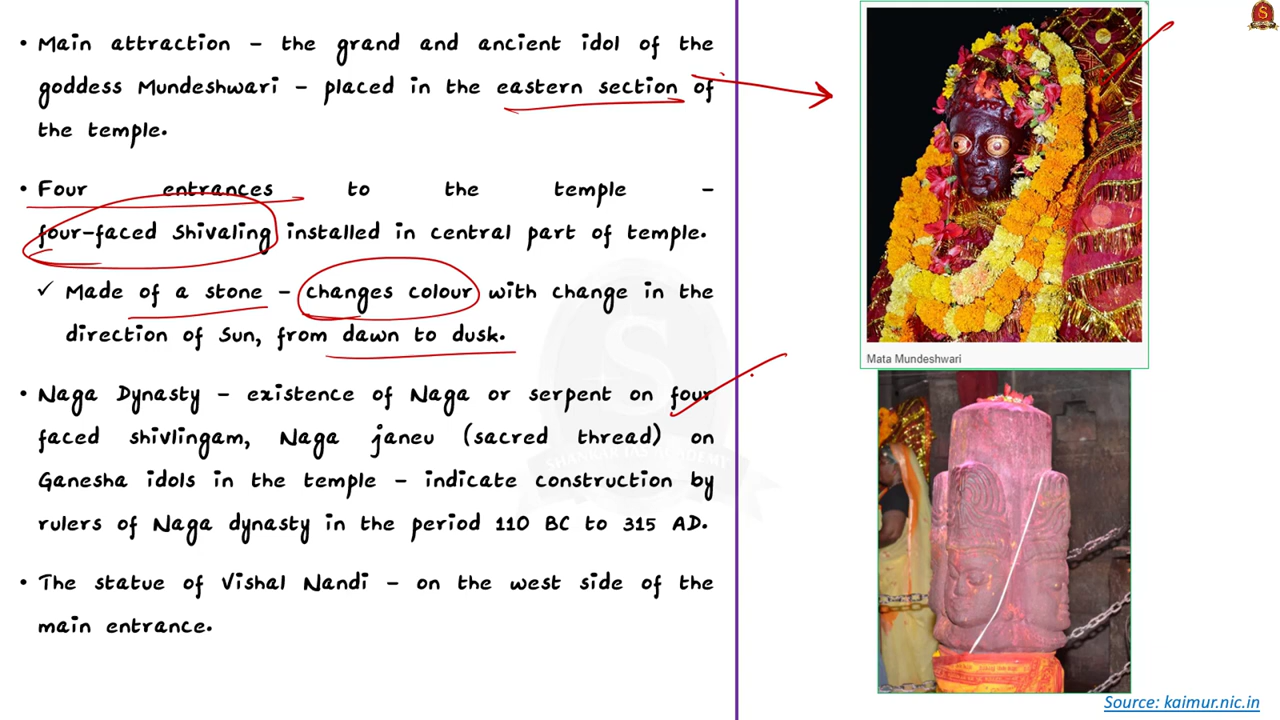 • Main attraction – the grand and ancient idol of the
goddess Mundeshwari – placed in the eastern section of
the temple.
• Four entrances to the temple –
four-faced Shivaling installed in central part of temple.
✓ Made of a stone – changes colour with change in the
direction of Sun, from dawn to dusk.
• Naga Dynasty – existence of Naga or serpent on four
faced shivlingam, Naga janeu (sacred thread) on
Ganesha idols in the temple – indicate construction by
rulers of Naga dynasty in the period 110 BC to 315 AD.
• The statue of Vishal Nandi – on the west side of the
main entrance.
SHANKAR IAS ACADEMY
Mata Mundeshwari
Source: kaimur.nic.in